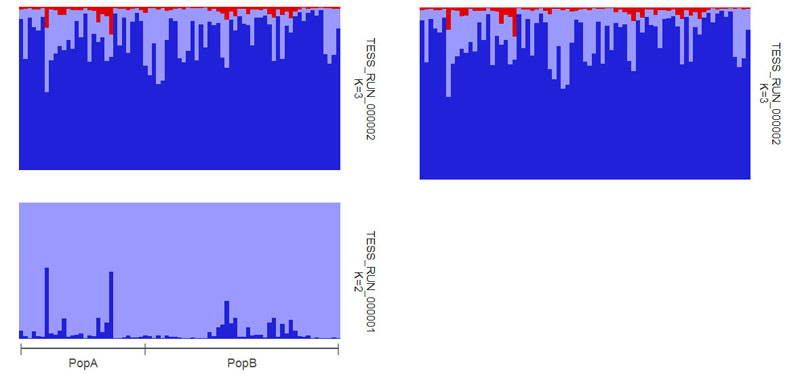 TESS_RUN_000002
K=3
TESS_RUN_000002
K=3
TESS_RUN_000001
K=2
PopA
PopB